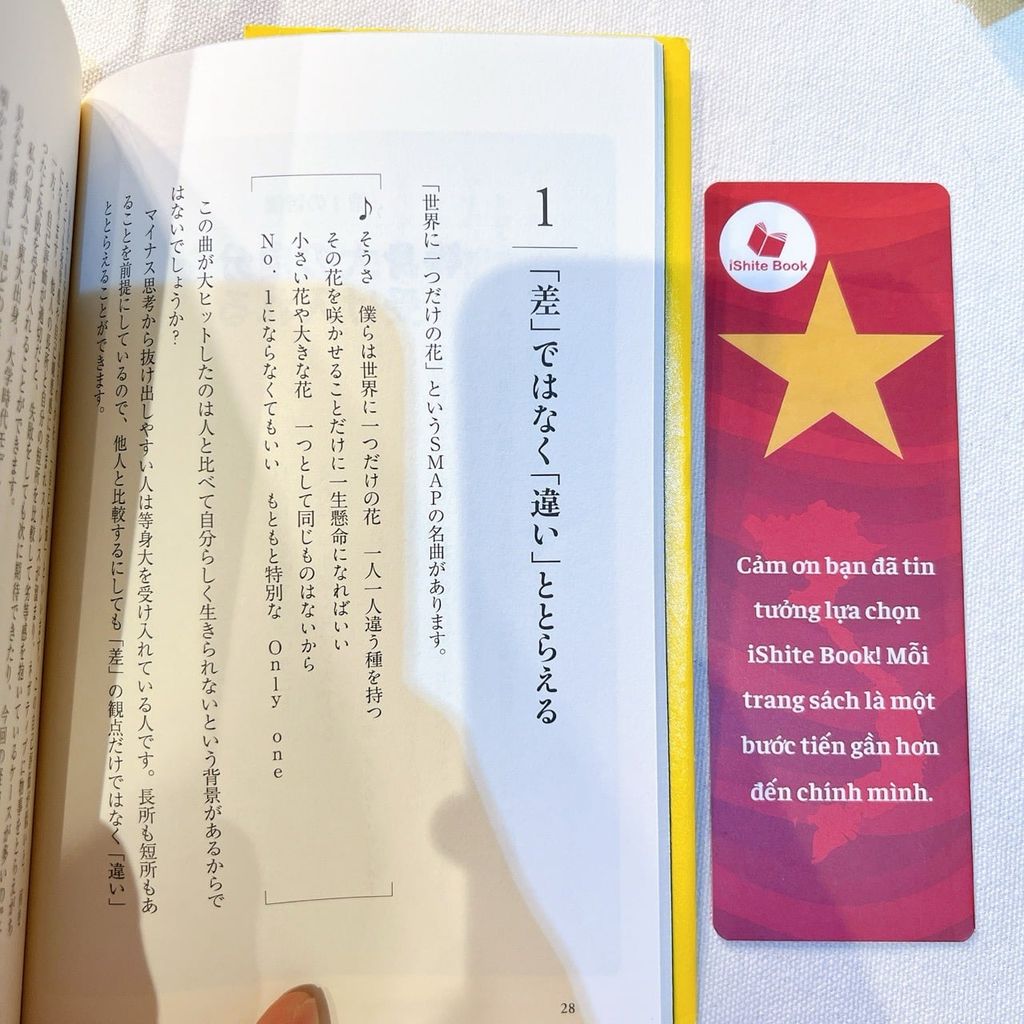 1 「差」ではなく「違い」ととらえる
「世界に一つだけの花」というSMAPの名曲があります。
♪ そうさ 僕らは世界に一つだけの花 一人一人違う種を持つ
その花を咲かせることだけに一生懸命になればいい
小さい花や大きな花 一つとして同じものはないから
No.1にならなくてもいい もともと特別な Only one
この曲が大ヒットしたのは人と比べて自分らしく生きられないという背景があるからで
はないでしょうか?
マイナス思考から抜け出しやすい人は等身大を受け入れている人です。長所も短所もあ
ることを前提にしているので、他人と比較するにしても「差」の観点だけではなく「違い」
ととらえることができます。
28
iShite Book
Cảm ơn bạn đã tin
tưởng lựa chọn
iShite Book! Mỗi
trang sách là một
bước tiến gần hơn
đến chính mình.